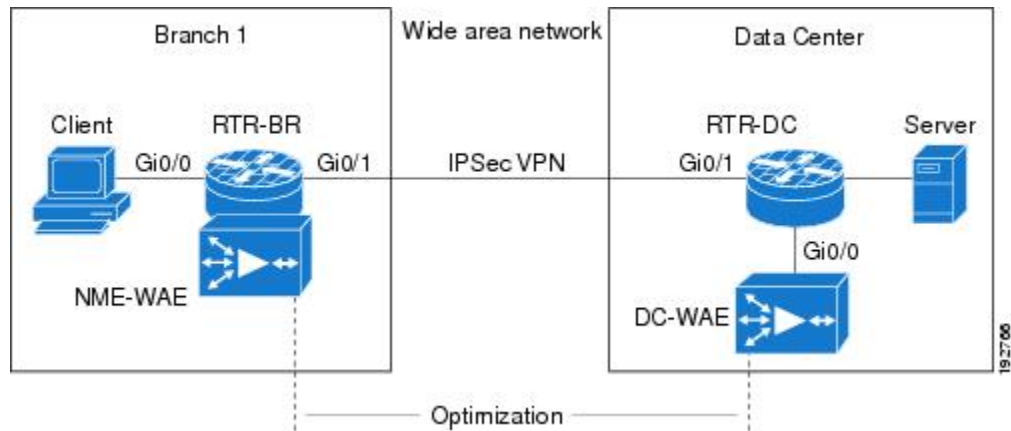 Branch 1
Wide area network
Data Center
Client
RTR-BR
RTR-DC
Server
Gi0/0
Gi0/1
IPSec VPN
Gi0/1
Gi0/0
NME-WAE
DC-WAE
192766
Optimization